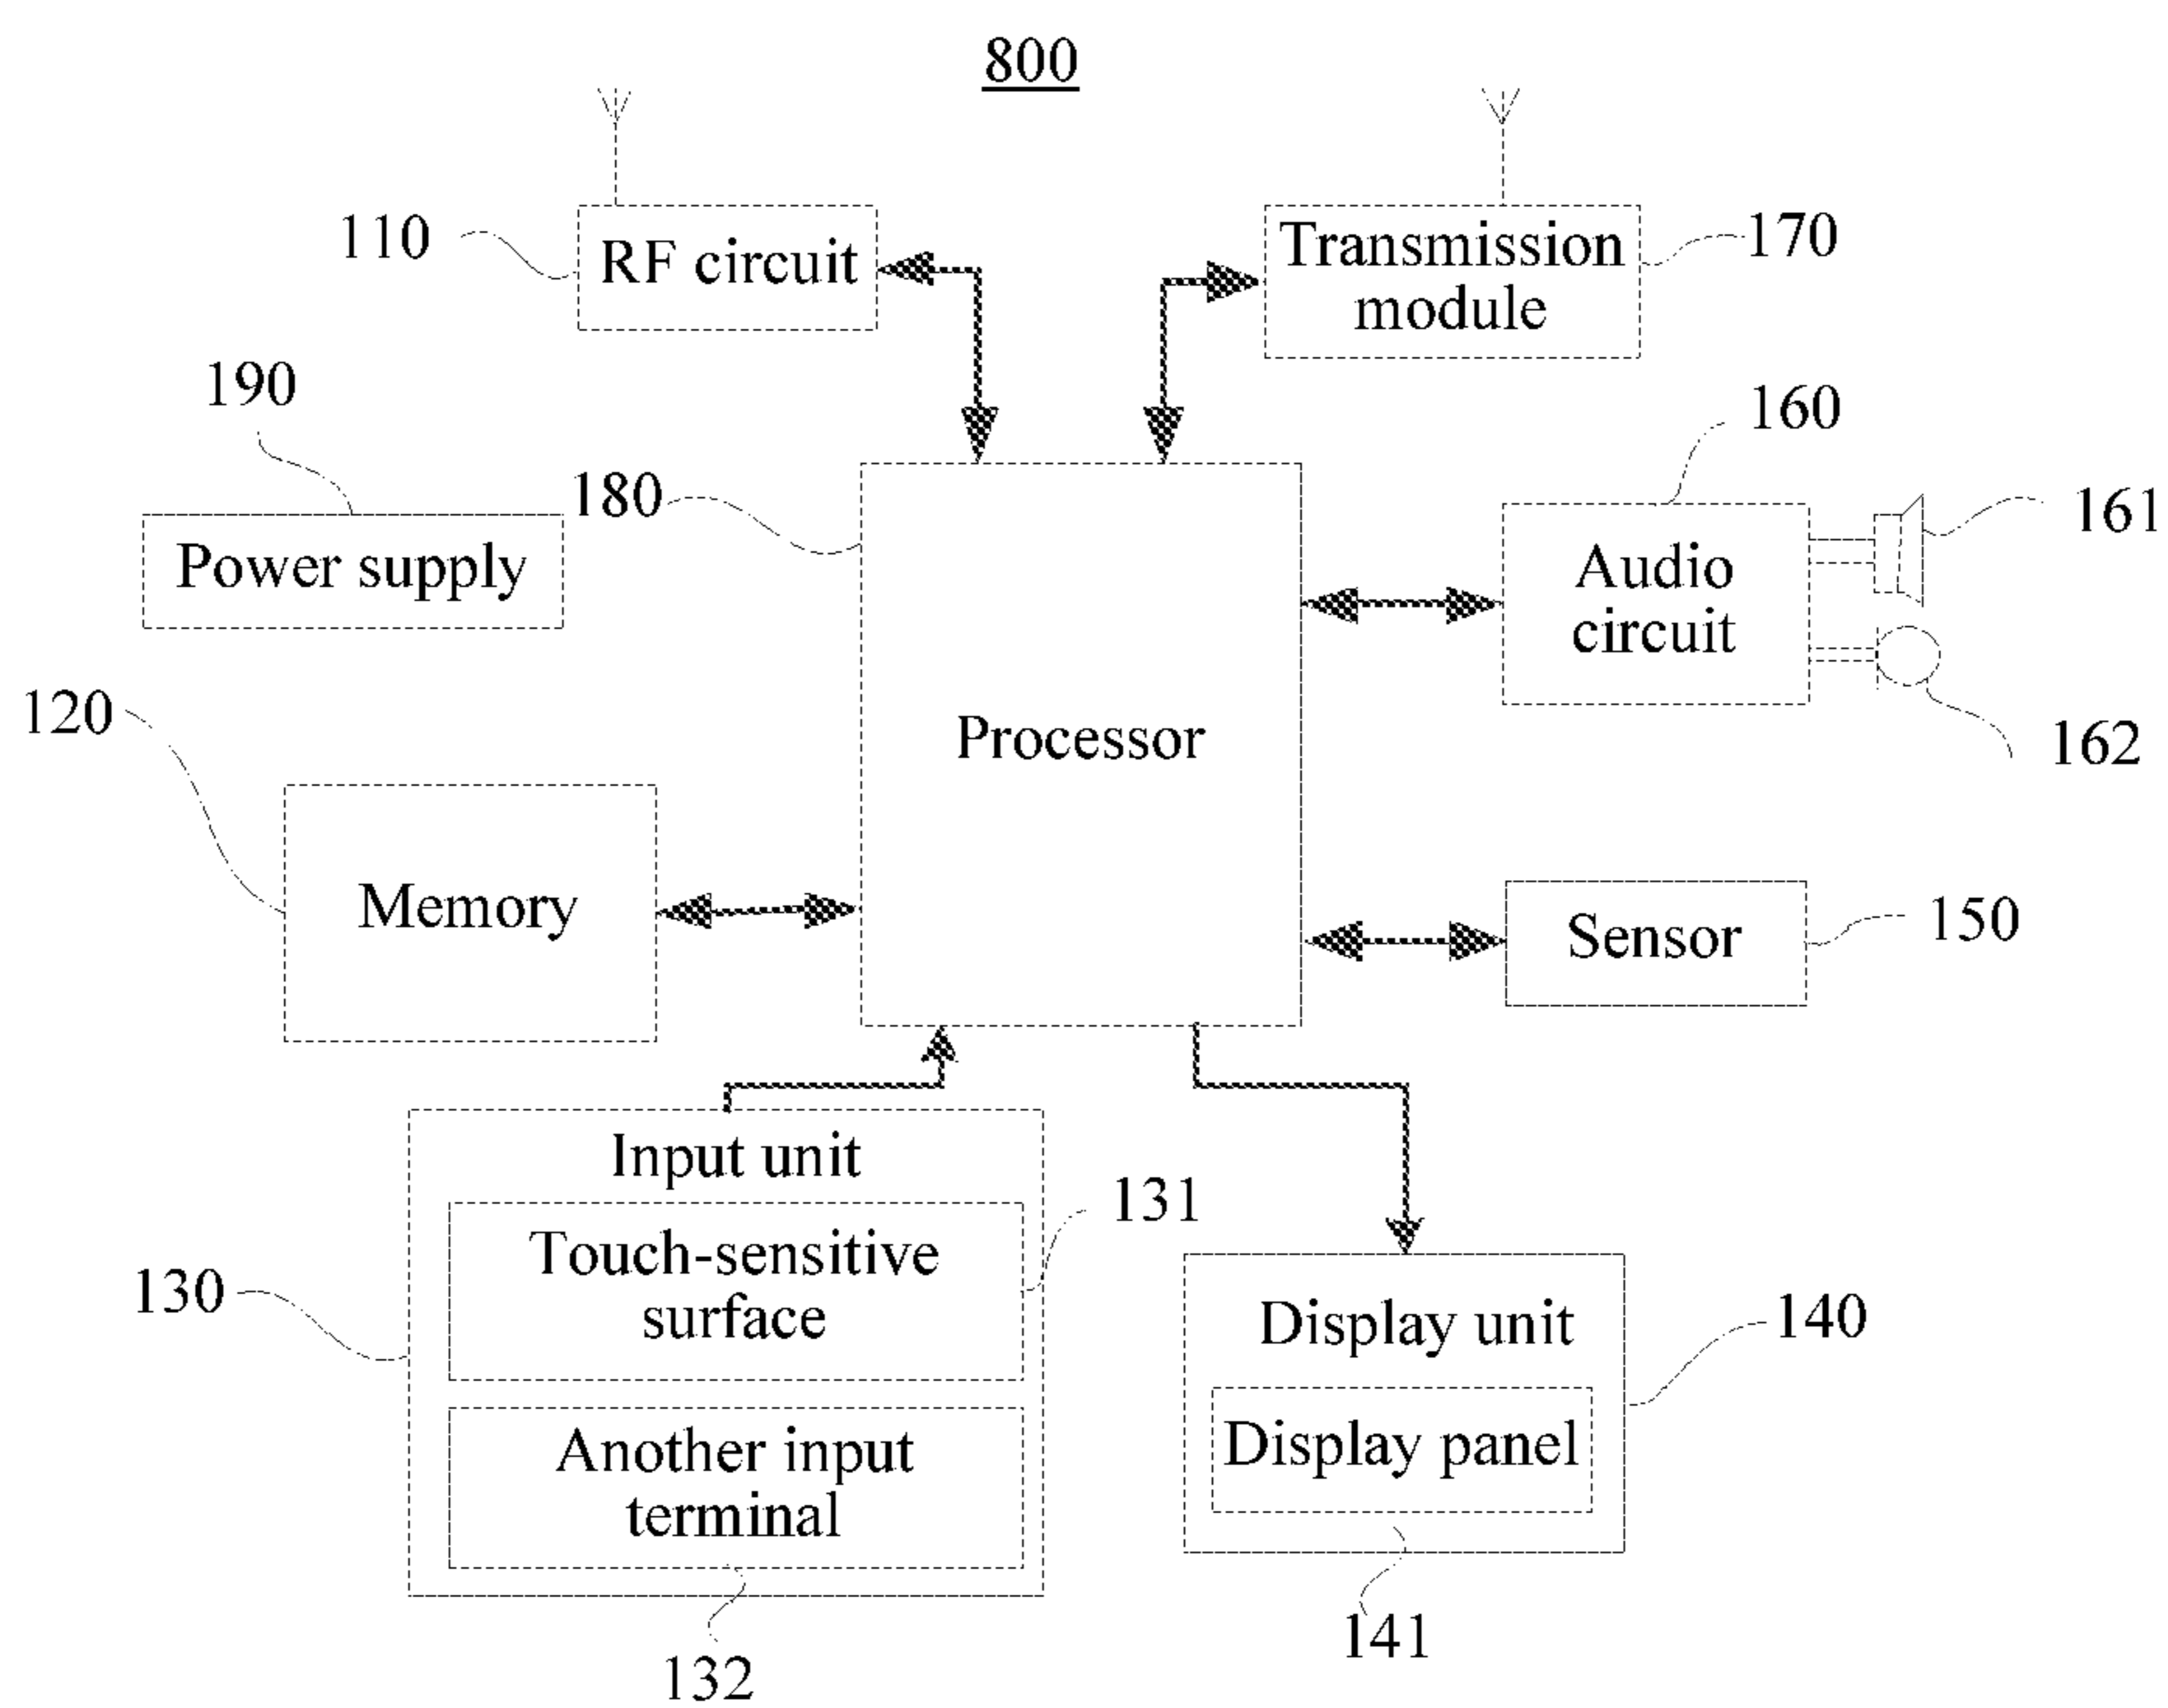 800
110
RF circuit
Transmission
module
170
190
160
180
161
Power supply
Audio
circuit
120
Processor
162
Memory
Sensor
150
Input unit
131
Touch-sensitive
surface
130
Display unit
140
Another input
terminal
Display panel
141
132